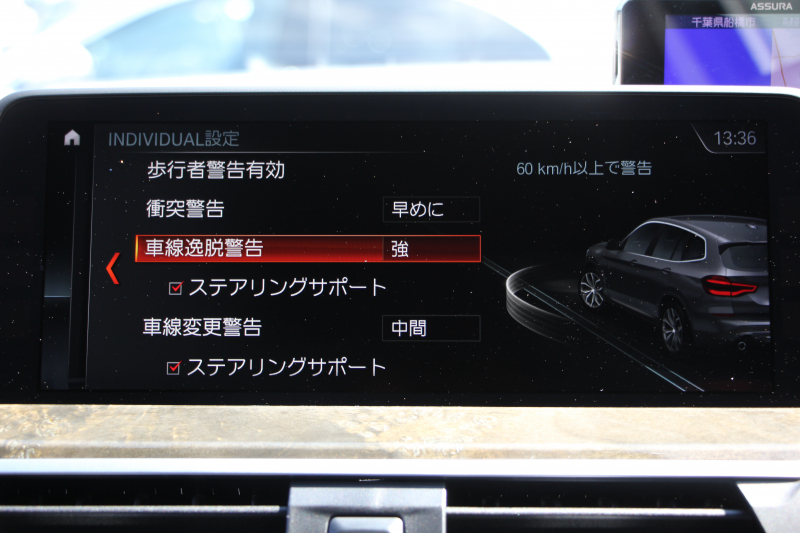 ASSURA
千葉県船橋市
INDIVIDUAL設定
13:36
歩行者警告有効
60 km/h以上で警告
衝突警告 早めに
車線逸脱警告 強
ステアリングサポート
車線変更警告 中間
ステアリングサポート